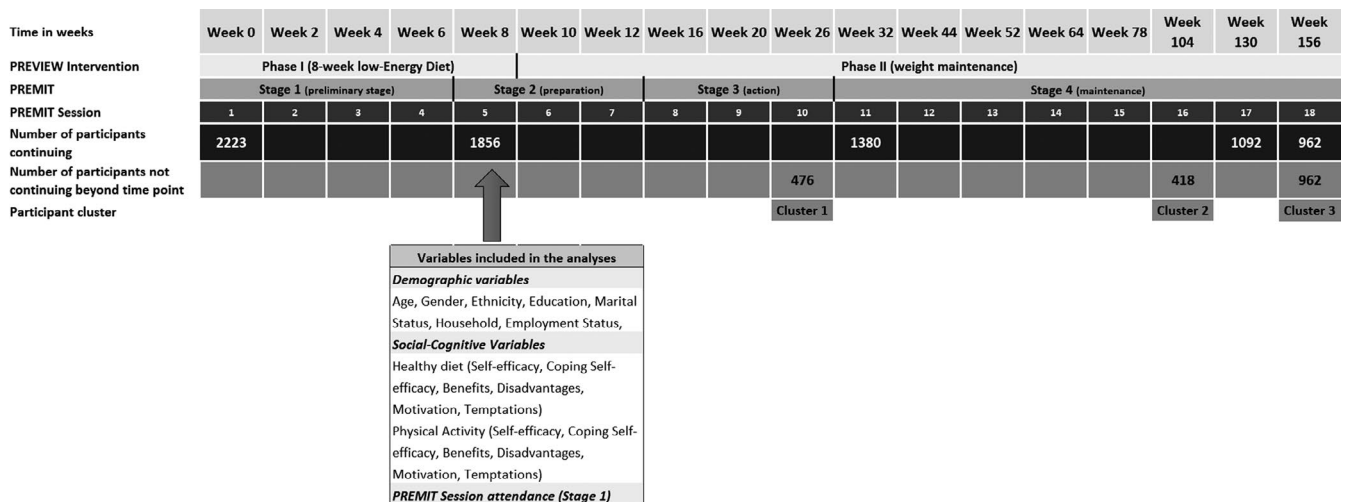 Time in weeks Week 0 Week 2 Week 4 Week 6 Week 8 Week 10 Week 12 Week 16 Week 20 Week 26 Week 32 Week 44 Week 52 Week 64 Week 78 Week 104 Week 130 Week 156
PREVIEW Intervention Phase I (8-week low-Energy Diet) Phase II (weight maintenance)
PREMIT Stage 1 (preliminary stage) Stage 2 (preparation) Stage 3 (action) Stage 4 (maintenance)
PREMIT Session 1 2 3 4 5 6 7 8 9 10 11 12 13 14 15 16 17 18
Number of participants
continuing 2223 1856 1380 1092 962
Number of participants not
continuing beyond time point 476 418 962
Participant cluster Cluster 1 Cluster 2 Cluster 3
Variables included in the analyses
Demographic variables
Age, Gender, Ethnicity, Education, Marital
Status, Household, Employment Status,
Social-Cognitive Variables
Healthy diet (Self-efficacy, Coping Self-
efficacy, Benefits, Disadvantages,
Motivation, Temptations)
Physical Activity (Self-efficacy, Coping Self-
efficacy, Benefits, Disadvantages,
Motivation, Temptations)
PREMIT Session attendance (Stage 1)